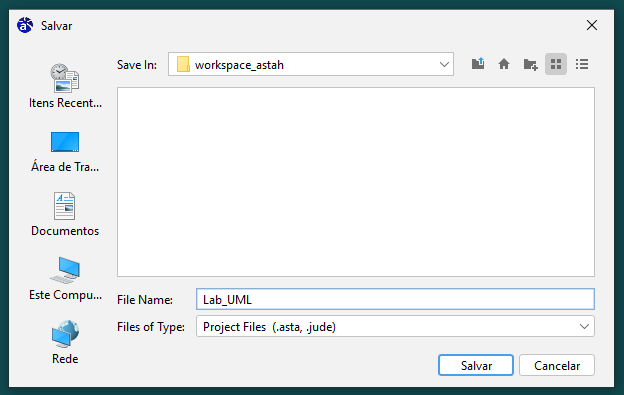 Salvar
Save In: workspace_astah
Itens Recent...
Área de Tra...
Documentos
Este Compu...
Rede
File Name: Lab_UML
Files of Type: Project Files (.asta, .jude)
Salvar Cancelar